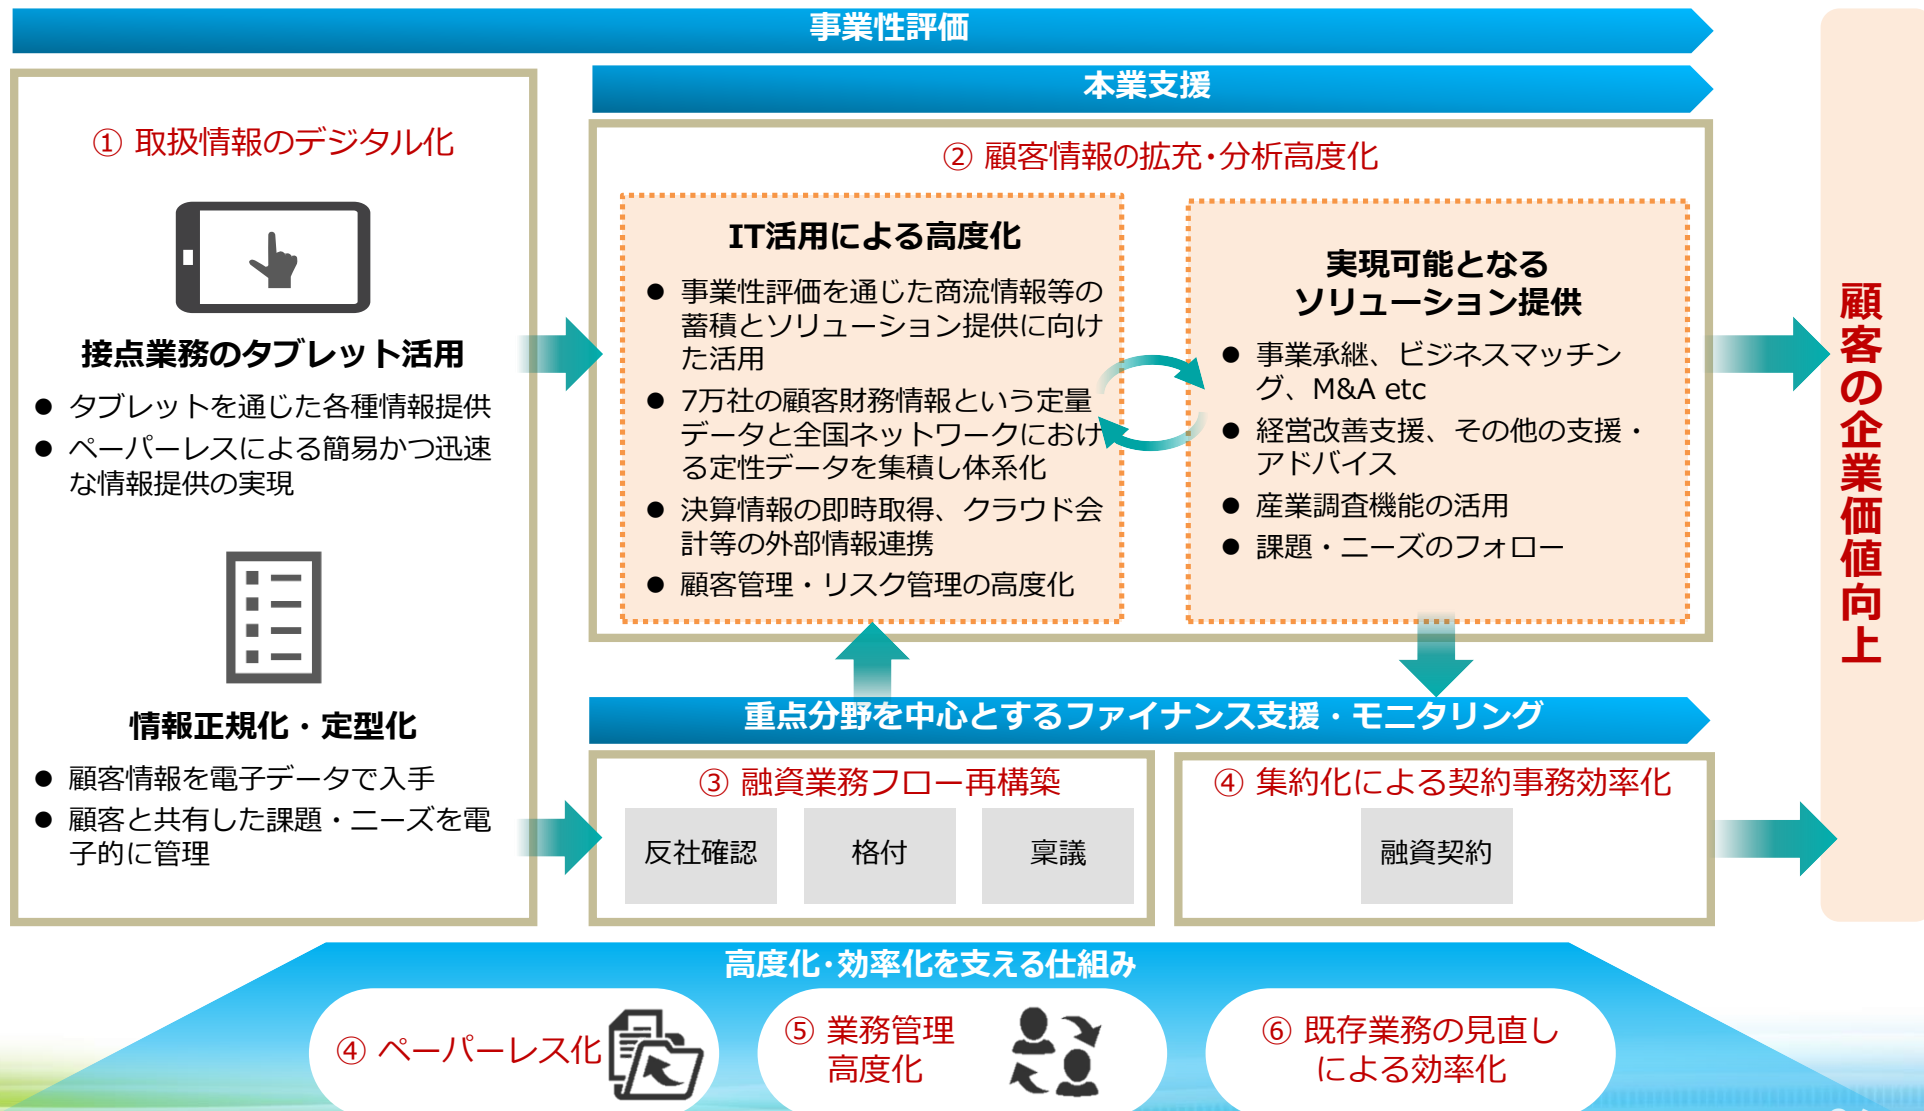 事業性評価
本業支援
① 取扱情報のデジタル化
接点業務のタブレット活用
● タブレットを通じた各種情報提供
● ペーパーレスによる簡易かつ迅速
な情報提供の実現
情報正規化・定型化
● 顧客情報を電子データで入手
● 顧客と共有した課題・ニーズを電
子的に管理
② 顧客情報の拡充・分析高度化
IT活用による高度化
● 事業性評価を通じた商流情報等の
蓄積とソリューション提供に向け
た活用
● 7万社の顧客財務情報という定量
データと全国ネットワークにおけ
る定性データを集積し体系化
● 決算情報の即時取得、クラウド会
計等の外部情報連携
● 顧客管理・リスク管理の高度化
実現可能となる
ソリューション提供
● 事業承継、ビジネスマッチン
グ、M&A etc
● 経営改善支援、その他の支援・
アドバイス
● 産業調査機能の活用
● 課題・ニーズのフォロー
重点分野を中心とするファイナンス支援・モニタリング
③ 融資業務フロー再構築
反社確認
格付
稟議
④ 集約化による契約事務効率化
融資契約
顧客の企業価値向上
高度化・効率化を支える仕組み
④ ペーパーレス化
⑤ 業務管理
高度化
⑥ 既存業務の見直し
による効率化